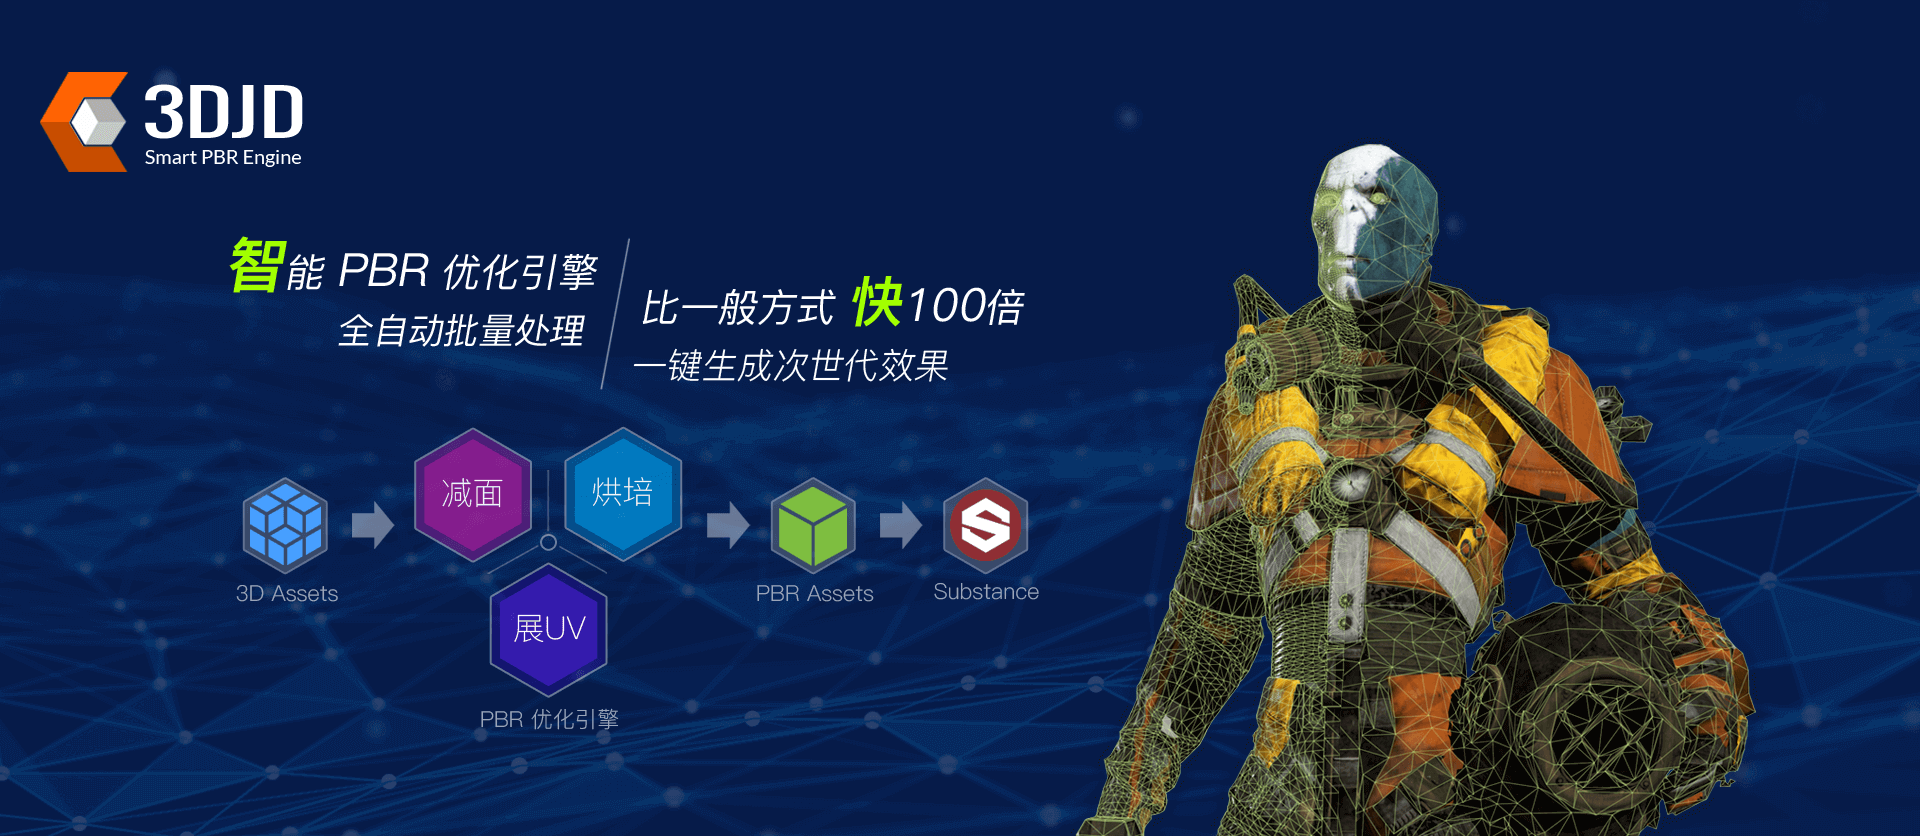 3DJD
Smart PBR Engine
智能 PBR 优化引擎
全自动批量处理
比一般方式 快100倍
一键生成次世代效果
减面
烘培
3D Assets
展UV
PBR Assets
Substance
PBR 优化引擎